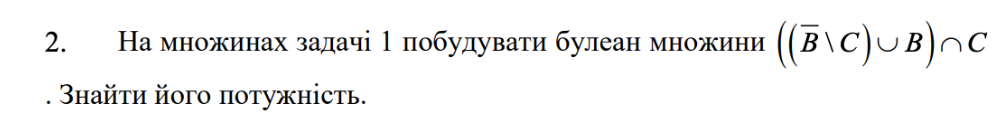 2. На множинах задачі 1 побудувати булеан множини ((B̅ \ C) ∪ B) ∩ C
. Знайти його потужність.